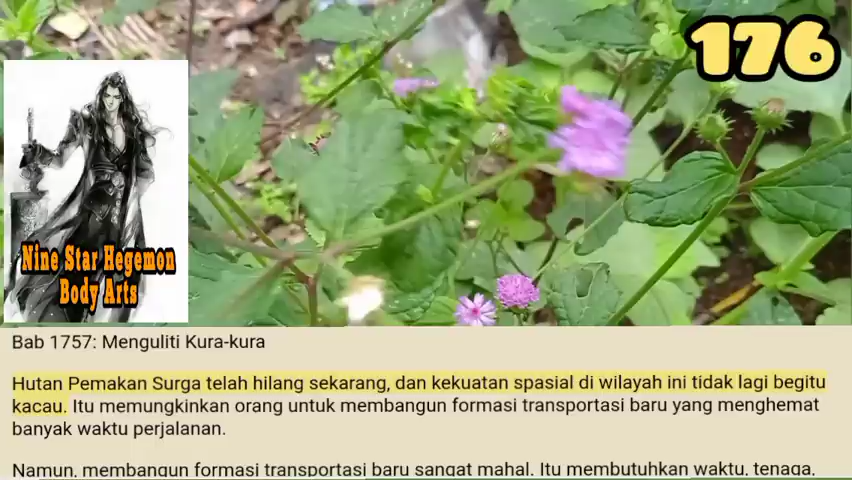 176
Nine Star Hegemon
Body Arts
Bab 1757: Menguliti Kura-kura
Hutan Pemakan Surga telah hilang sekarang, dan kekuatan spasial di wilayah ini tidak lagi begitu
kacau. Itu memungkinkan orang untuk membangun formasi transportasi baru yang menghemat
banyak waktu perjalanan.
Namun, membangun formasi transportasi baru sangat mahal. Itu membutuhkan waktu, tenaga,